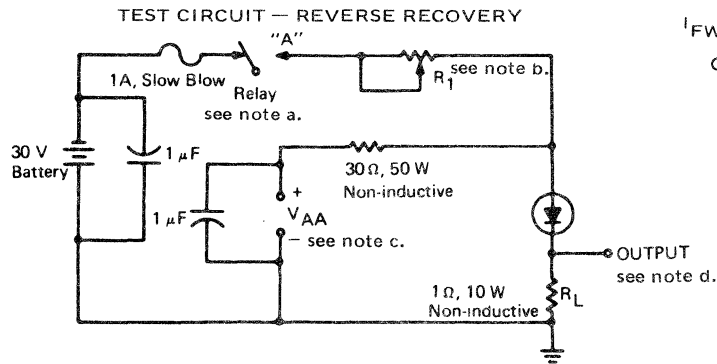 TEST CIRCUIT — REVERSE RECOVERY
IFW
"A"
1A, Slow Blow
Relay
see note a.
R1
see note b.
30 V
Battery
1 μF
30 Ω, 50 W
Non-inductive
1 μF
+
VAA
– see note c.
OUTPUT
see note d.
1 Ω, 10 W
Non-inductive
RL